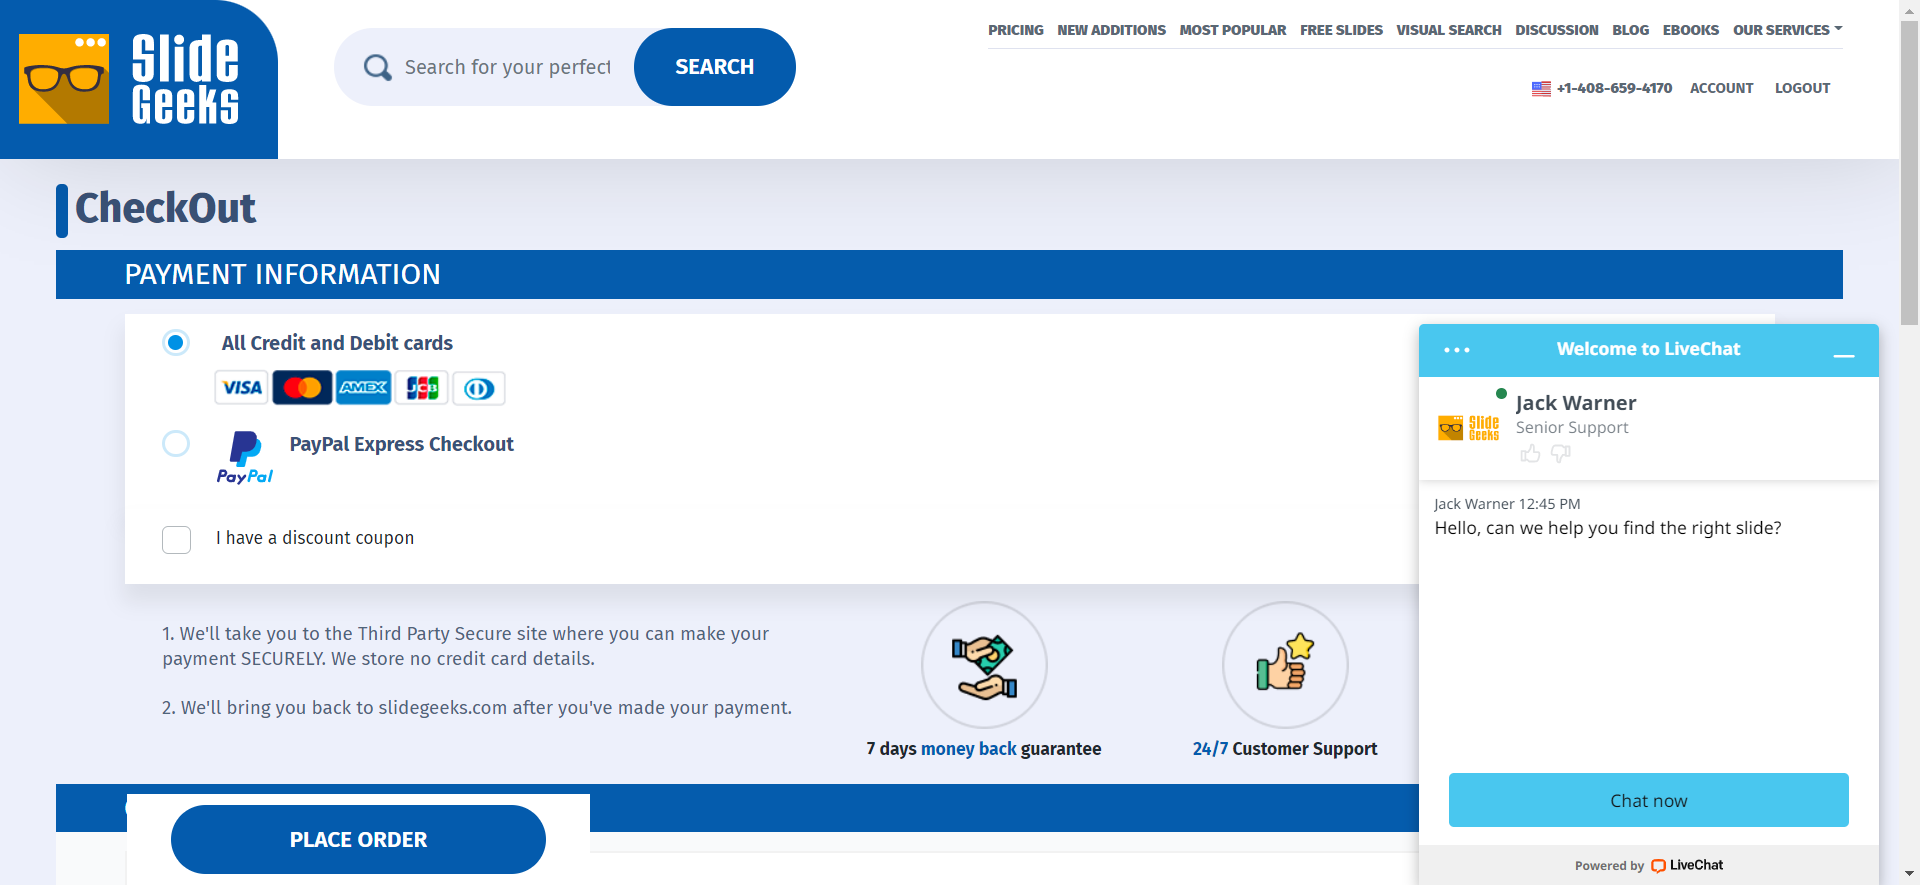 Slide
Geeks
Search for your perfect
SEARCH
PRICING NEW ADDITIONS MOST POPULAR FREE SLIDES VISUAL SEARCH DISCUSSION BLOG EBOOKS OUR SERVICES
+1-408-659-4170 ACCOUNT LOGOUT
CheckOut
PAYMENT INFORMATION
All Credit and Debit cards
VISA AMEX JCB
PayPal
PayPal Express Checkout
I have a discount coupon
1. We'll take you to the Third Party Secure site where you can make your
payment SECURELY. We store no credit card details.
2. We'll bring you back to slidegeeks.com after you've made your payment.
7 days money back guarantee
24/7 Customer Support
PLACE ORDER
Welcome to LiveChat
Slide
Geeks
Jack Warner
Senior Support
Jack Warner 12:45 PM
Hello, can we help you find the right slide?
Chat now
Powered by LiveChat